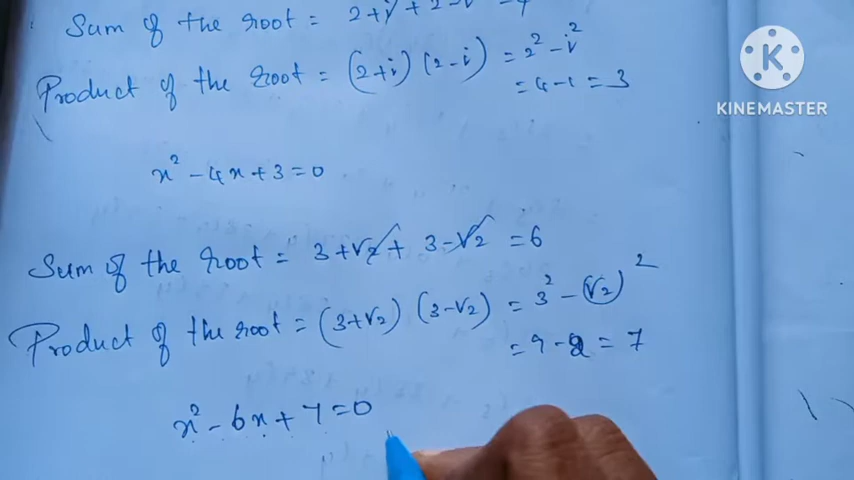 Sum of the root = 2+i + 2-i = 4
Product of the root = (2+i) (2-i) = 2² - i²
= 4-1 = 3
x² - 4x + 3 = 0
Sum of the root = 3+√2 + 3-√2 = 6
Product of the root = (3+√2) (3-√2) = 3² - (√2)²
= 9-2 = 7
x² - 6x + 7 = 0
KINEMASTER